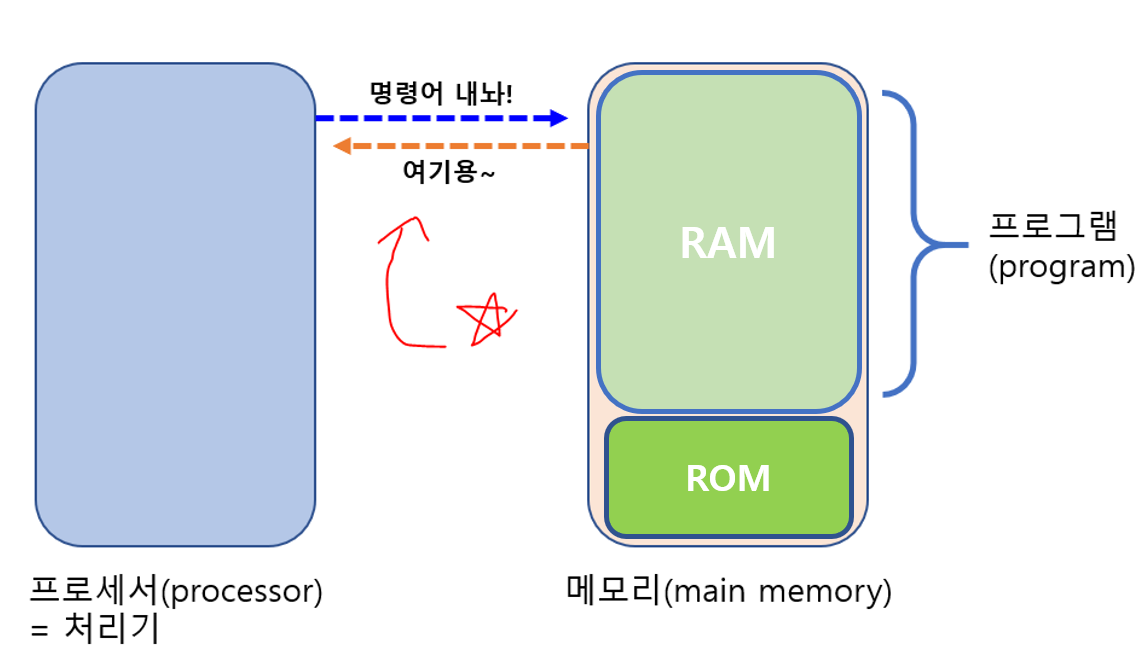 명령어 내놔!
여기용~
RAM
ROM
프로그램
(program)
프로세서(processor)
= 처리기
메모리(main memory)